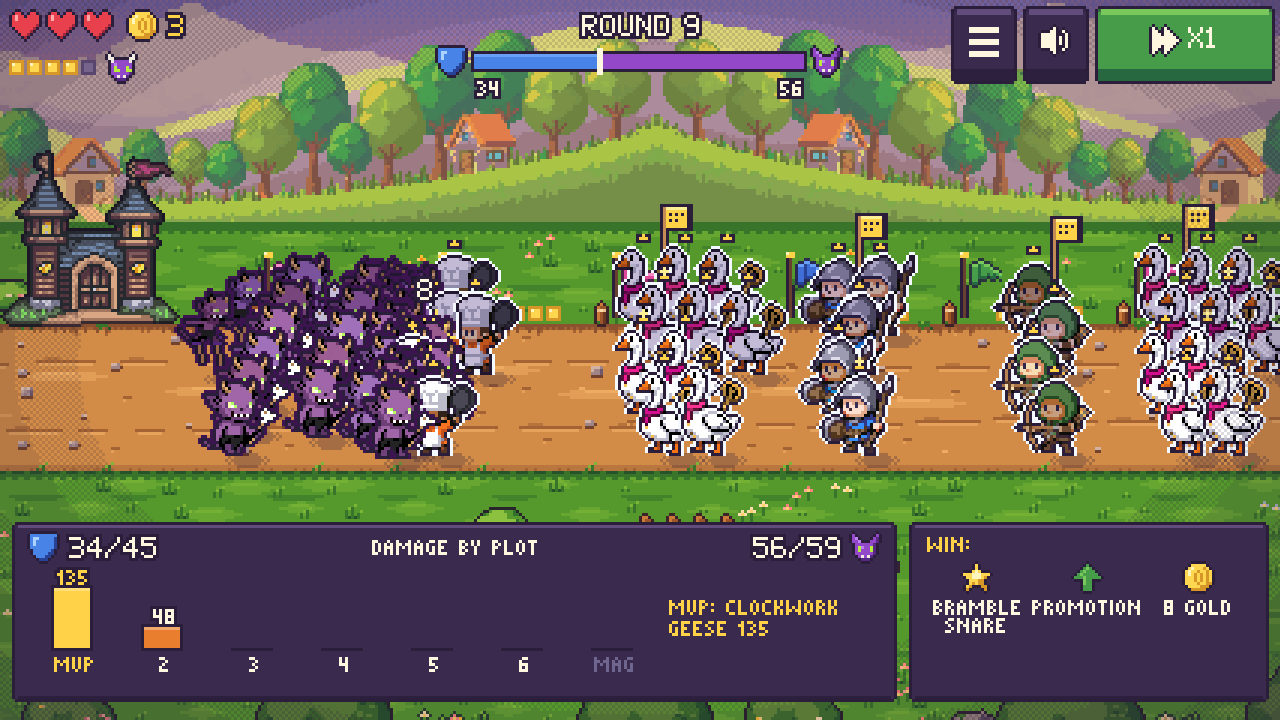 3
ROUND 9
X1
34
56
8
34/45
DAMAGE BY PLOT
56/59
WIN:
135
48
MVP: CLOCKWORK
GEESE 135
BRAMBLE
SNARE
PROMOTION
8 GOLD
MVP
2
3
4
5
6
MAG